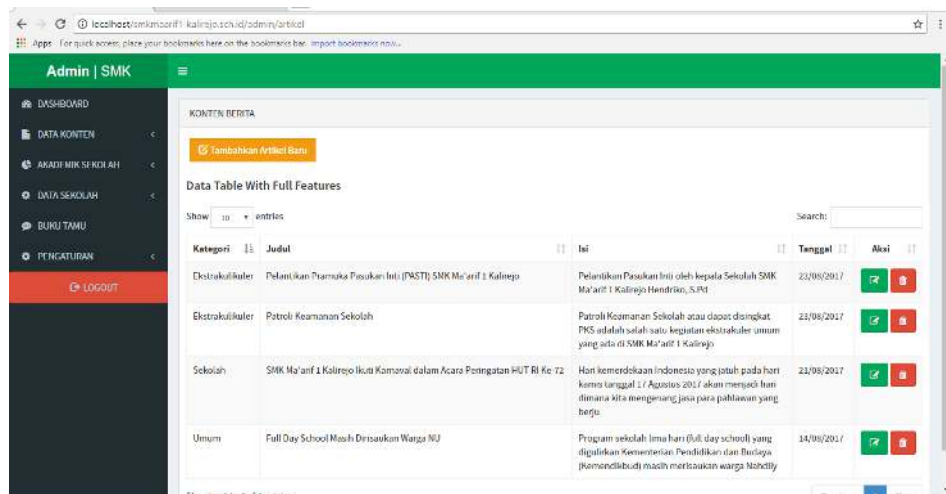 localhost/smkmaarif1-kalirejo.sch.id/admin/artikel
Apps For quick access, place your bookmarks here on the bookmarks bar. Import bookmarks now...
Admin | SMK
DASHBOARD
DATA KONTEN
AKADEMIK SEKOLAH
DATA SEKOLAH
BUKU TAMU
PENGATURAN
LOGOUT
KONTEN BERITA
Tambahkan Artikel Baru
Data Table With Full Features
Show 10 entries
Search:
Kategori Judul Isi Tanggal Aksi
Ekstrakulikuler Pelantikan Pramuka Pasukan Inti (PASTI) SMK Ma'arif 1 Kalirejo Pelantikan Pasukan Inti oleh kepala Sekolah SMK 23/08/2017
Ma'arif 1 Kalirejo Hendriko, S.Pd
Ekstrakulikuler Patroli Keamanan Sekolah Patroli Keamanan Sekolah atau dapat disingkat 23/08/2017
PKS adalah salah satu kegiatan ekstrakuler umum
yang ada di SMK Ma'arif 1 Kalirejo
Sekolah SMK Ma'arif 1 Kalirejo Ikuti Karnaval dalam Acara Peringatan HUT RI Ke-72 Hari kemerdekaan Indonesia yang jatuh pada hari 21/08/2017
kamis tanggal 17 Agustus 2017 akan menjadi hari
dimana kita mengenang jasa para pahlawan yang
berju
Umum Full Day School Masih Dirisaukan Warga NU Program sekolah lima hari (full day school) yang 14/08/2017
digulirkan Kementerian Pendidikan dan Budaya
(Kemendikbud) masih merisaukan warga Nahdliy